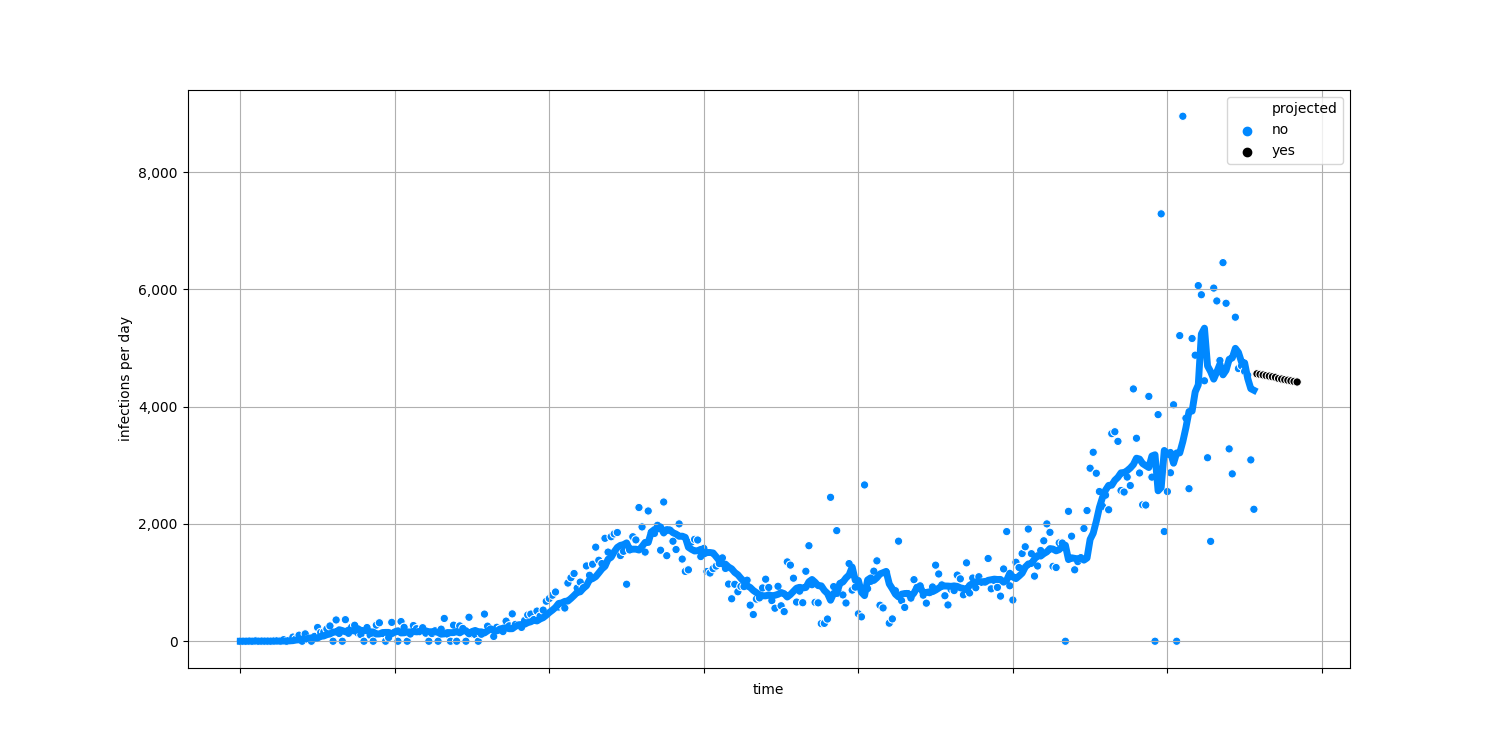 projected
no
yes
8,000
6,000
4,000
2,000
0
infections per day
time